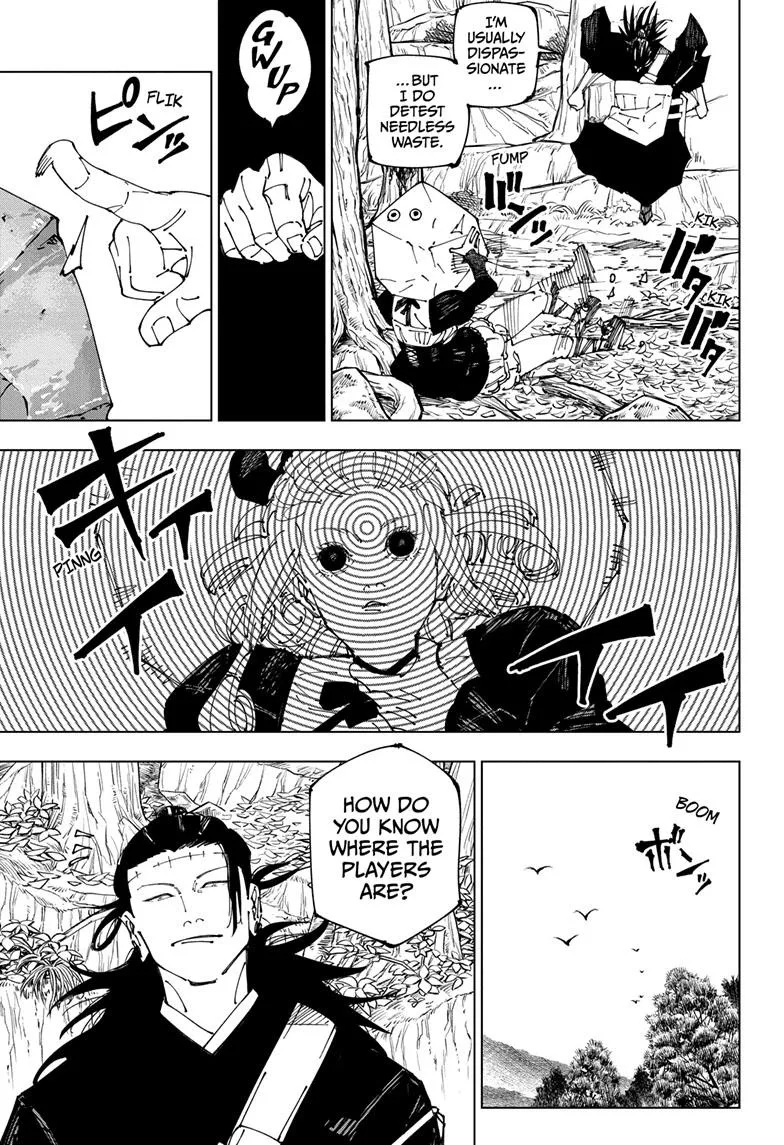 I'M
USUALLY
DISPAS-
SIONATE
...
...BUT
I DO
DETEST
NEEDLESS
WASTE.
FUMP
バンッ
KIK
バタ
KIK
バタ
GWUP
FLIK
ピンッ
キィ
PINNG
ィィ
HOW DO
YOU KNOW
WHERE THE
PLAYERS
ARE?
BOOM
ボンッ